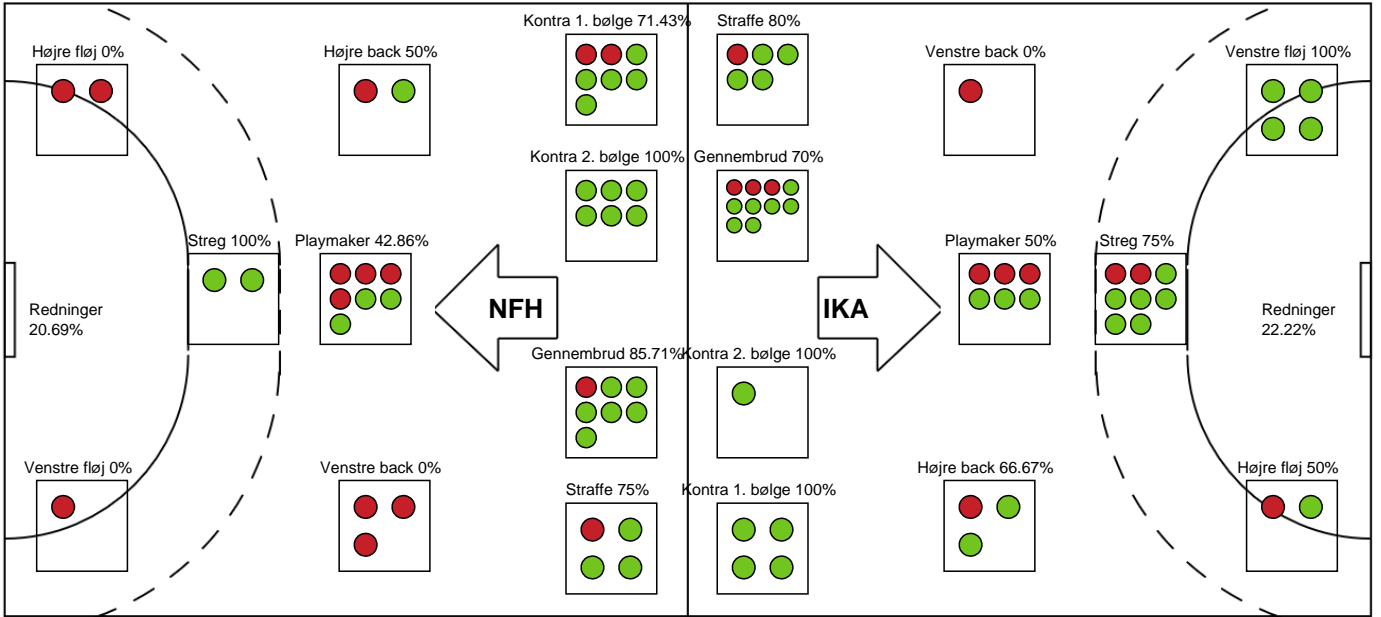 Kontra 1. bølge 71.43%
Straffe 80%
Højre fløj 0%
Højre back 50%
Venstre back 0%
Venstre fløj 100%
Kontra 2. bølge 100%
Gennembrud 70%
Streg 100%
Playmaker 42.86%
Playmaker 50%
Streg 75%
Redninger
20.69%
NFH
IKA
Redninger
22.22%
Gennembrud 85.71%
Kontra 2. bølge 100%
Venstre fløj 0%
Venstre back 0%
Straffe 75%
Kontra 1. bølge 100%
Højre back 66.67%
Højre fløj 50%